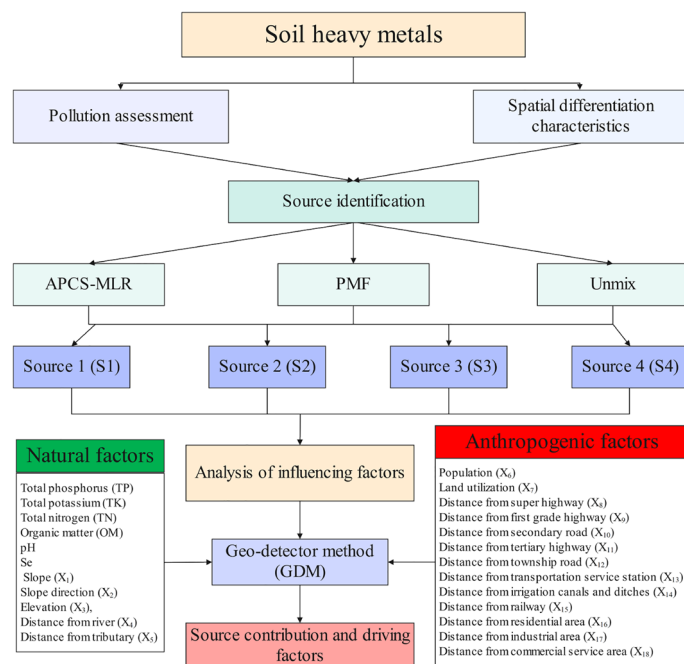 Soil heavy metals
Pollution assessment
Spatial differentiation
characteristics
Source identification
APCS-MLR
PMF
Unmix
Source 1 (S1)
Source 2 (S2)
Source 3 (S3)
Source 4 (S4)
Natural factors
Total phosphorus (TP)
Total potassium (TK)
Total nitrogen (TN)
Organic matter (OM)
pH
Se
Slope (X₁)
Slope direction (X₂)
Elevation (X₃),
Distance from river (X₄)
Distance from tributary (X₅)
Analysis of influencing factors
Geo-detector method
(GDM)
Source contribution and driving
factors
Anthropogenic factors
Population (X₆)
Land utilization (X₇)
Distance from super highway (X₈)
Distance from first grade highway (X₉)
Distance from secondary road (X₁₀)
Distance from tertiary highway (X₁₁)
Distance from township road (X₁₂)
Distance from transportation service station (X₁₃)
Distance from irrigation canals and ditches (X₁₄)
Distance from railway (X₁₅)
Distance from residential area (X₁₆)
Distance from industrial area (X₁₇)
Distance from commercial service area (X₁₈)